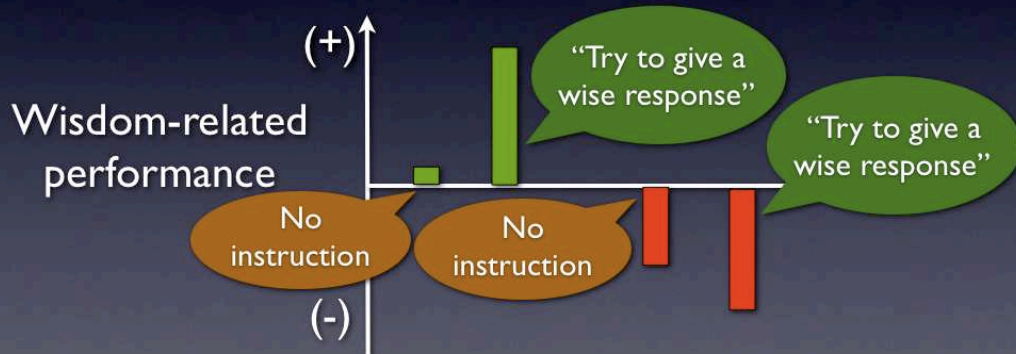 (+)
Wisdom-related
performance
“Try to give a
wise response”
“Try to give a
wise response”
No
instruction
No
instruction
(-)